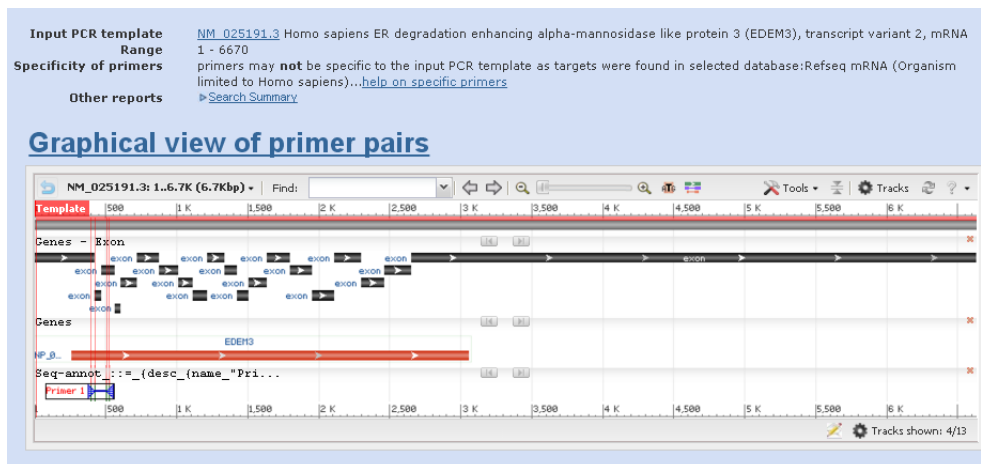 Input PCR template NM_025191.3 Homo sapiens ER degradation enhancing alpha-mannosidase like protein 3 (EDEM3), transcript variant 2, mRNA
Range 1 - 6670
Specificity of primers primers may not be specific to the input PCR template as targets were found in selected database:Refseq mRNA (Organism
limited to Homo sapiens)...help on specific primers
Other reports Search Summary
Graphical view of primer pairs
NM_025191.3: 1..6.7K (6.7Kbp) Find: Tools Tracks ?
Template 500 1 K 1,500 2 K 2,500 3 K 3,500 4 K 4,500 5 K 5,500 6 K
Genes - Exon
exon exon exon exon exon exon
exon exon exon exon exon
exon exon exon exon
exon exon exon exon
exon
Genes
EDEM3
NP_0…
Seq-annot_::=_{desc_{name_"Pri...
Primer 1
1 500 1 K 1,500 2 K 2,500 3 K 3,500 4 K 4,500 5 K 5,500 6 K
Tracks shown: 4/13